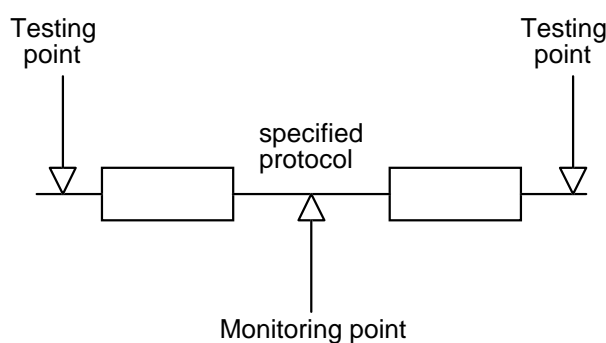 Testing
point
Testing
point
specified
protocol
Monitoring point